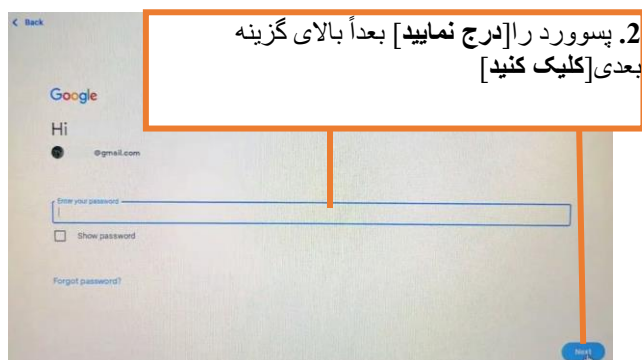 < Back
2. پسوورد را[درج نمایید] بعداً بالای گزینه
بعدی[کلیک کنید]
Google
Hi
@gmail.com
Enter your password
Show password
Forgot password?
Next